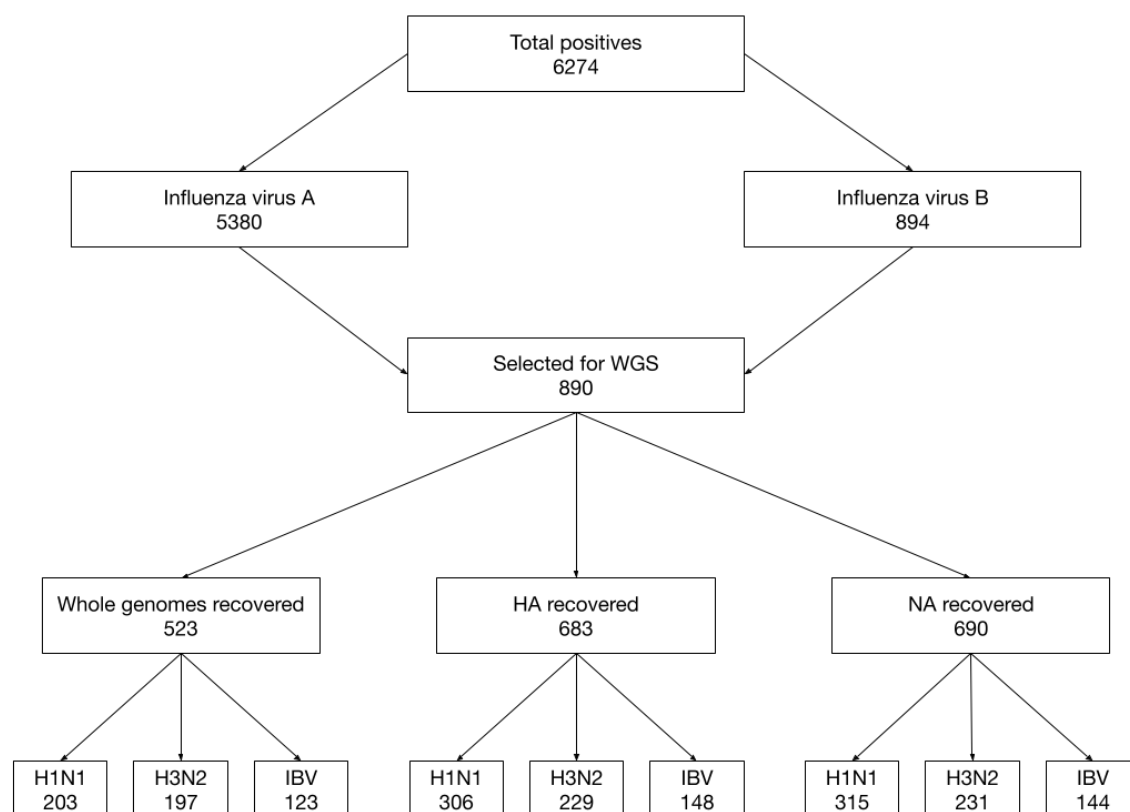 Total positives
6274
Influenza virus A
5380
Influenza virus B
894
Selected for WGS
890
Whole genomes recovered
523
HA recovered
683
NA recovered
690
H1N1
203
H3N2
197
IBV
123
H1N1
306
H3N2
229
IBV
148
H1N1
315
H3N2
231
IBV
144